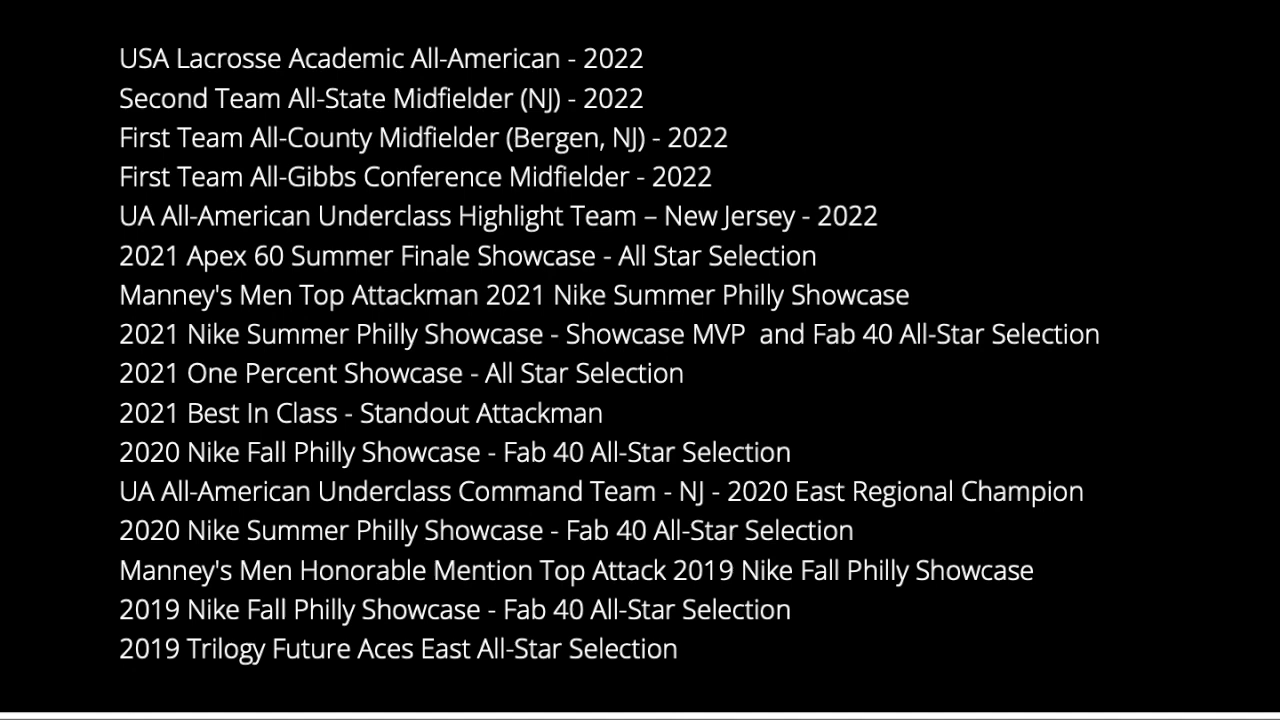 USA Lacrosse Academic All-American - 2022
Second Team All-State Midfielder (NJ) - 2022
First Team All-County Midfielder (Bergen, NJ) - 2022
First Team All-Gibbs Conference Midfielder - 2022
UA All-American Underclass Highlight Team – New Jersey - 2022
2021 Apex 60 Summer Finale Showcase - All Star Selection
Manney's Men Top Attackman 2021 Nike Summer Philly Showcase
2021 Nike Summer Philly Showcase - Showcase MVP  and Fab 40 All-Star Selection
2021 One Percent Showcase - All Star Selection
2021 Best In Class - Standout Attackman
2020 Nike Fall Philly Showcase - Fab 40 All-Star Selection
UA All-American Underclass Command Team - NJ - 2020 East Regional Champion
2020 Nike Summer Philly Showcase - Fab 40 All-Star Selection
Manney's Men Honorable Mention Top Attack 2019 Nike Fall Philly Showcase
2019 Nike Fall Philly Showcase - Fab 40 All-Star Selection
2019 Trilogy Future Aces East All-Star Selection